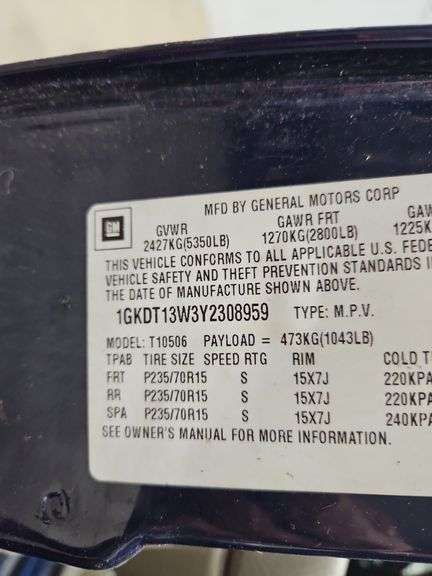 MFD BY GENERAL MOTORS CORP
GM
GVWR GAWR FRT GAW
2427KG(5350LB) 1270KG(2800LB) 1225K
THIS VEHICLE CONFORMS TO ALL APPLICABLE U.S. FEDE
VEHICLE SAFETY AND THEFT PREVENTION STANDARDS I
THE DATE OF MANUFACTURE SHOWN ABOVE.
1GKDT13W3Y2308959 TYPE: M.P.V.
MODEL: T10506 PAYLOAD = 473KG(1043LB)
TPAB TIRE SIZE SPEED RTG RIM COLD T
FRT P235/70R15 S 15X7J 220KPA
RR P235/70R15 S 15X7J 220KPA
SPA P235/70R15 S 15X7J 240KPA
SEE OWNER'S MANUAL FOR MORE INFORMATION.